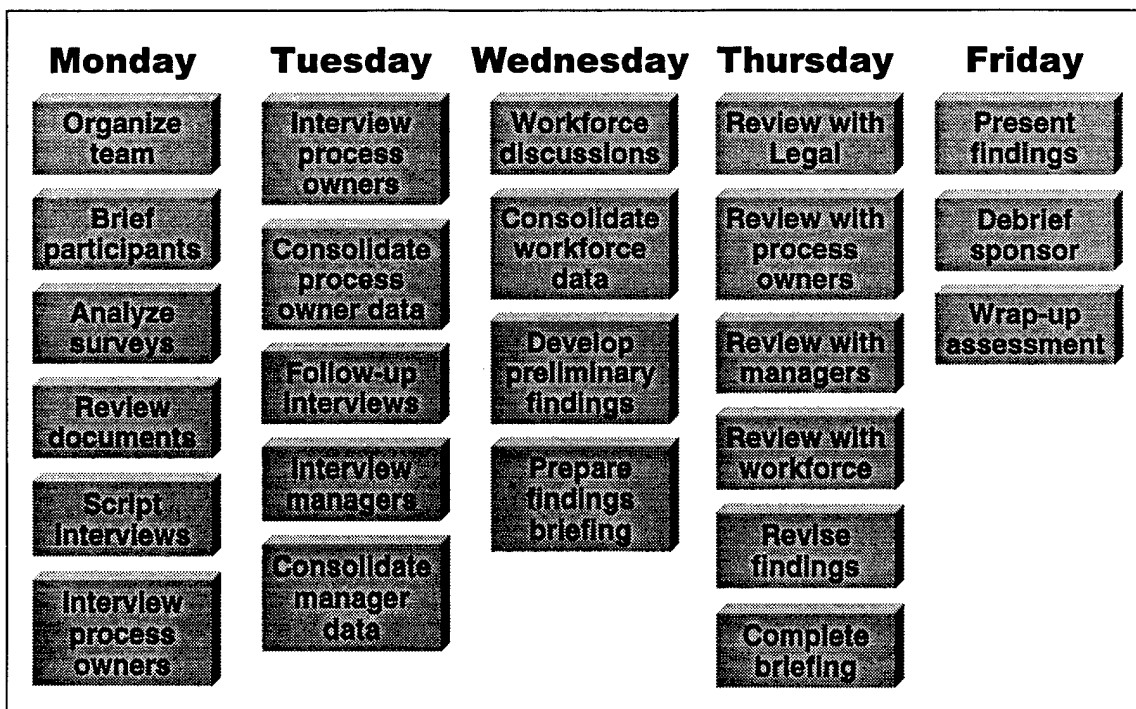 Monday
Organize
team
Brief
participants
Analyze
surveys
Review
documents
Script
interviews
Interview
process
owners
Tuesday
Interview
process
owners
Consolidate
process
owner data
Follow-up
interviews
Interview
managers
Consolidate
manager
data
Wednesday
Workforce
discussions
Consolidate
workforce
data
Develop
preliminary
findings
Prepare
findings
briefing
Thursday
Review with
Legal
Review with
process
owners
Review with
managers
Review with
workforce
Revise
findings
Complete
briefing
Friday
Present
findings
Debrief
sponsor
Wrap-up
assessment